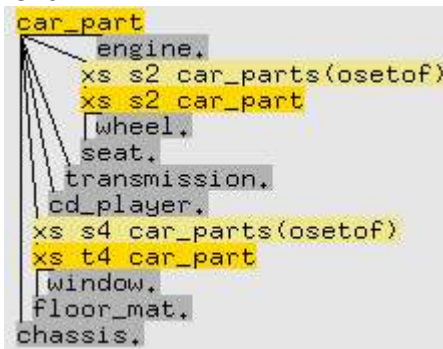 car_part
engine.
xs s2 car_parts(osetof)
xs s2 car_part
wheel.
seat.
transmission.
cd_player.
xs s4 car_parts(osetof)
xs t4 car_part
window.
floor_mat.
chassis.